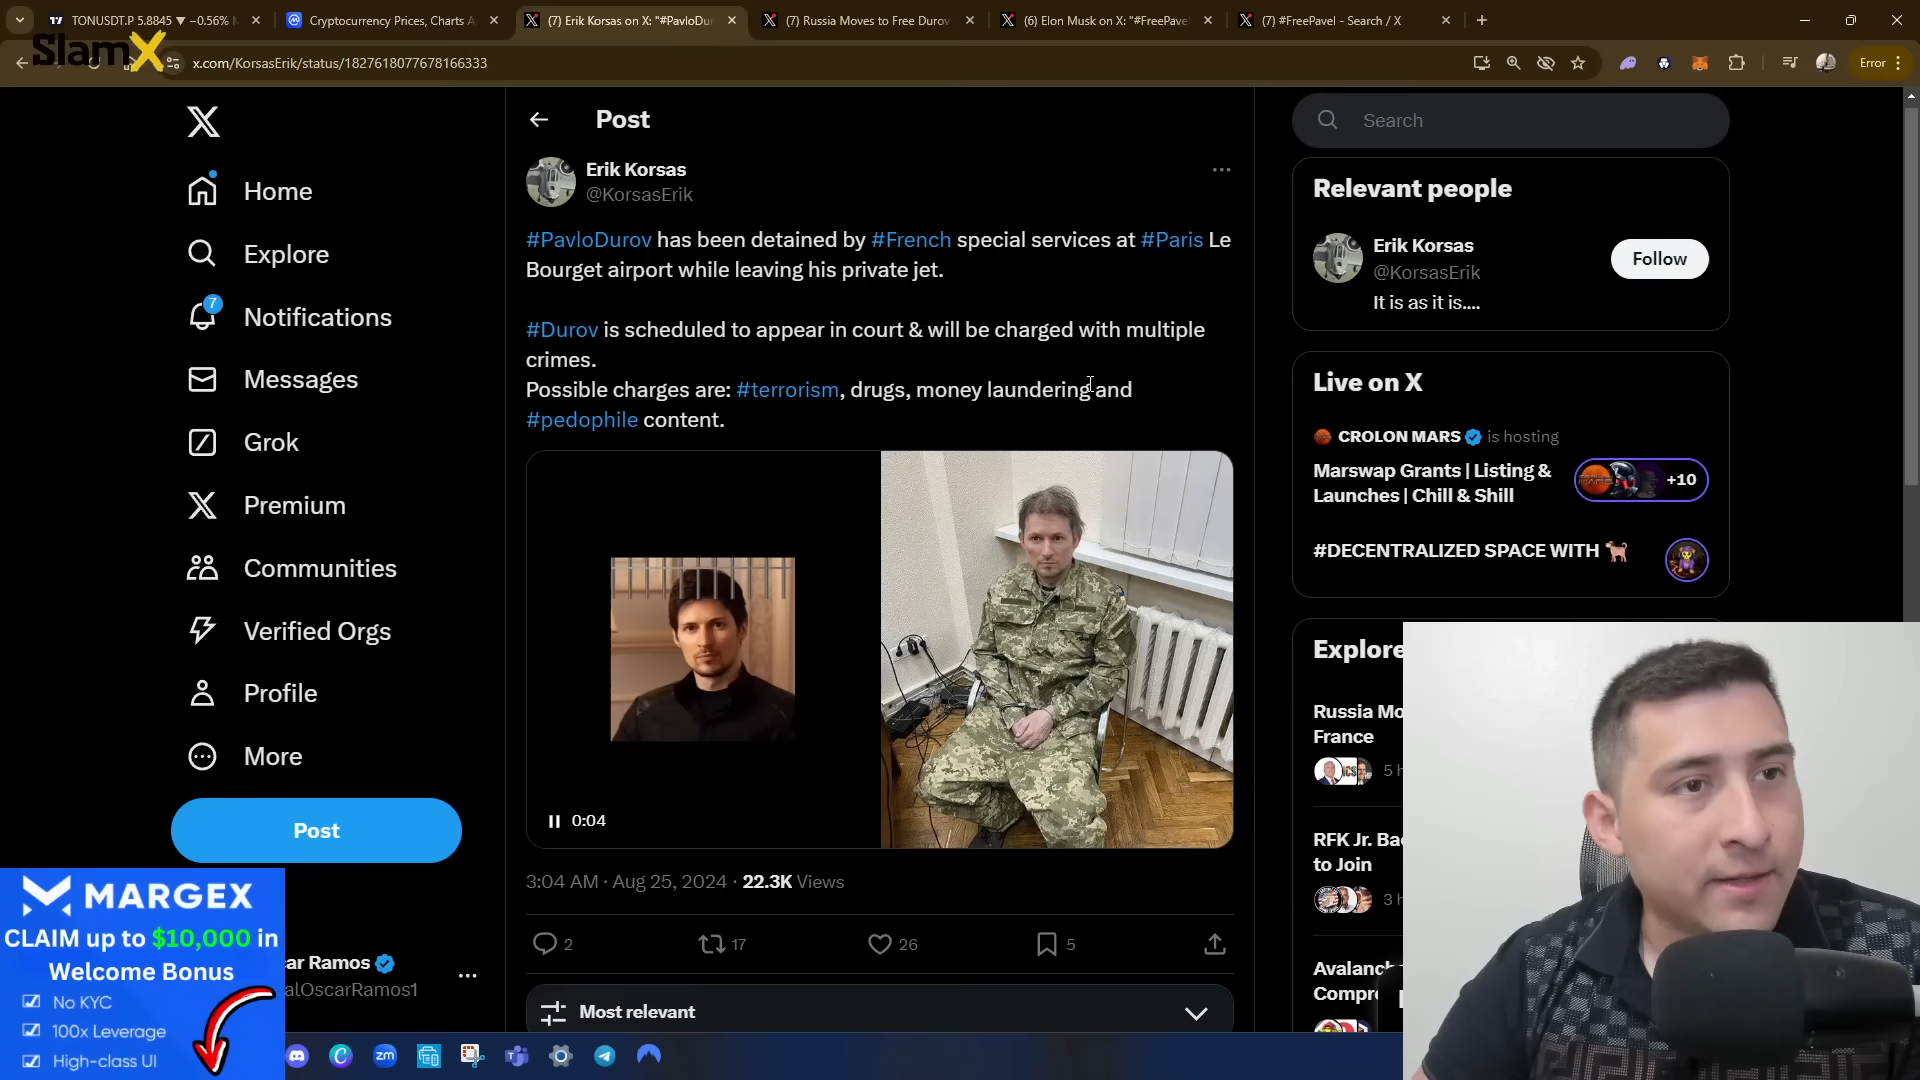 TONUSDT.P 5.8845 ▼ −0.56%
Cryptocurrency Prices, Charts A
(7) Erik Korsas on X: "#PavloDur
(7) Russia Moves to Free Durov
(6) Elon Musk on X: "#FreePave
(7) #FreePavel - Search / X
SlamX
x.com/KorsasErik/status/1827618077678166333
Error
Home
Explore
7
Notifications
Messages
Grok
Premium
Communities
Verified Orgs
Profile
More
Post
Post
Erik Korsas
@KorsasErik
#PavloDurov has been detained by #French special services at #Paris Le
Bourget airport while leaving his private jet.
#Durov is scheduled to appear in court & will be charged with multiple
crimes.
Possible charges are: #terrorism, drugs, money laundering and
#pedophile content.
0:04
3:04 AM · Aug 25, 2024 · 22.3K Views
2
17
26
5
Most relevant
Search
Relevant people
Erik Korsas
@KorsasErik
Follow
It is as it is....
Live on X
CROLON MARS is hosting
Marswap Grants | Listing &
Launches | Chill & Shill
+10
#DECENTRALIZED SPACE WITH 🐕
Explore
Russia Mo
France
5 h
RFK Jr. Ba
to Join
3 h
Avalanch
Compr
MARGEX
CLAIM up to $10,000 in
Welcome Bonus
No KYC
100x Leverage
High-class UI
car Ramos
alOscarRamos1
zm